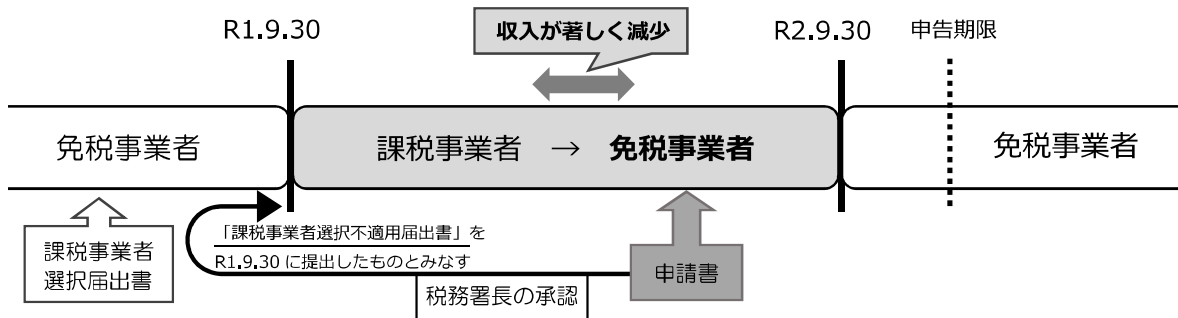 収入が著しく減少
R1.9.30
R2.9.30
申告期限
免税事業者
課税事業者 → 免税事業者
免税事業者
課税事業者
選択届出書
「課税事業者選択不適用届出書」を
R1.9.30 に提出したものとみなす
申請書
税務署長の承認